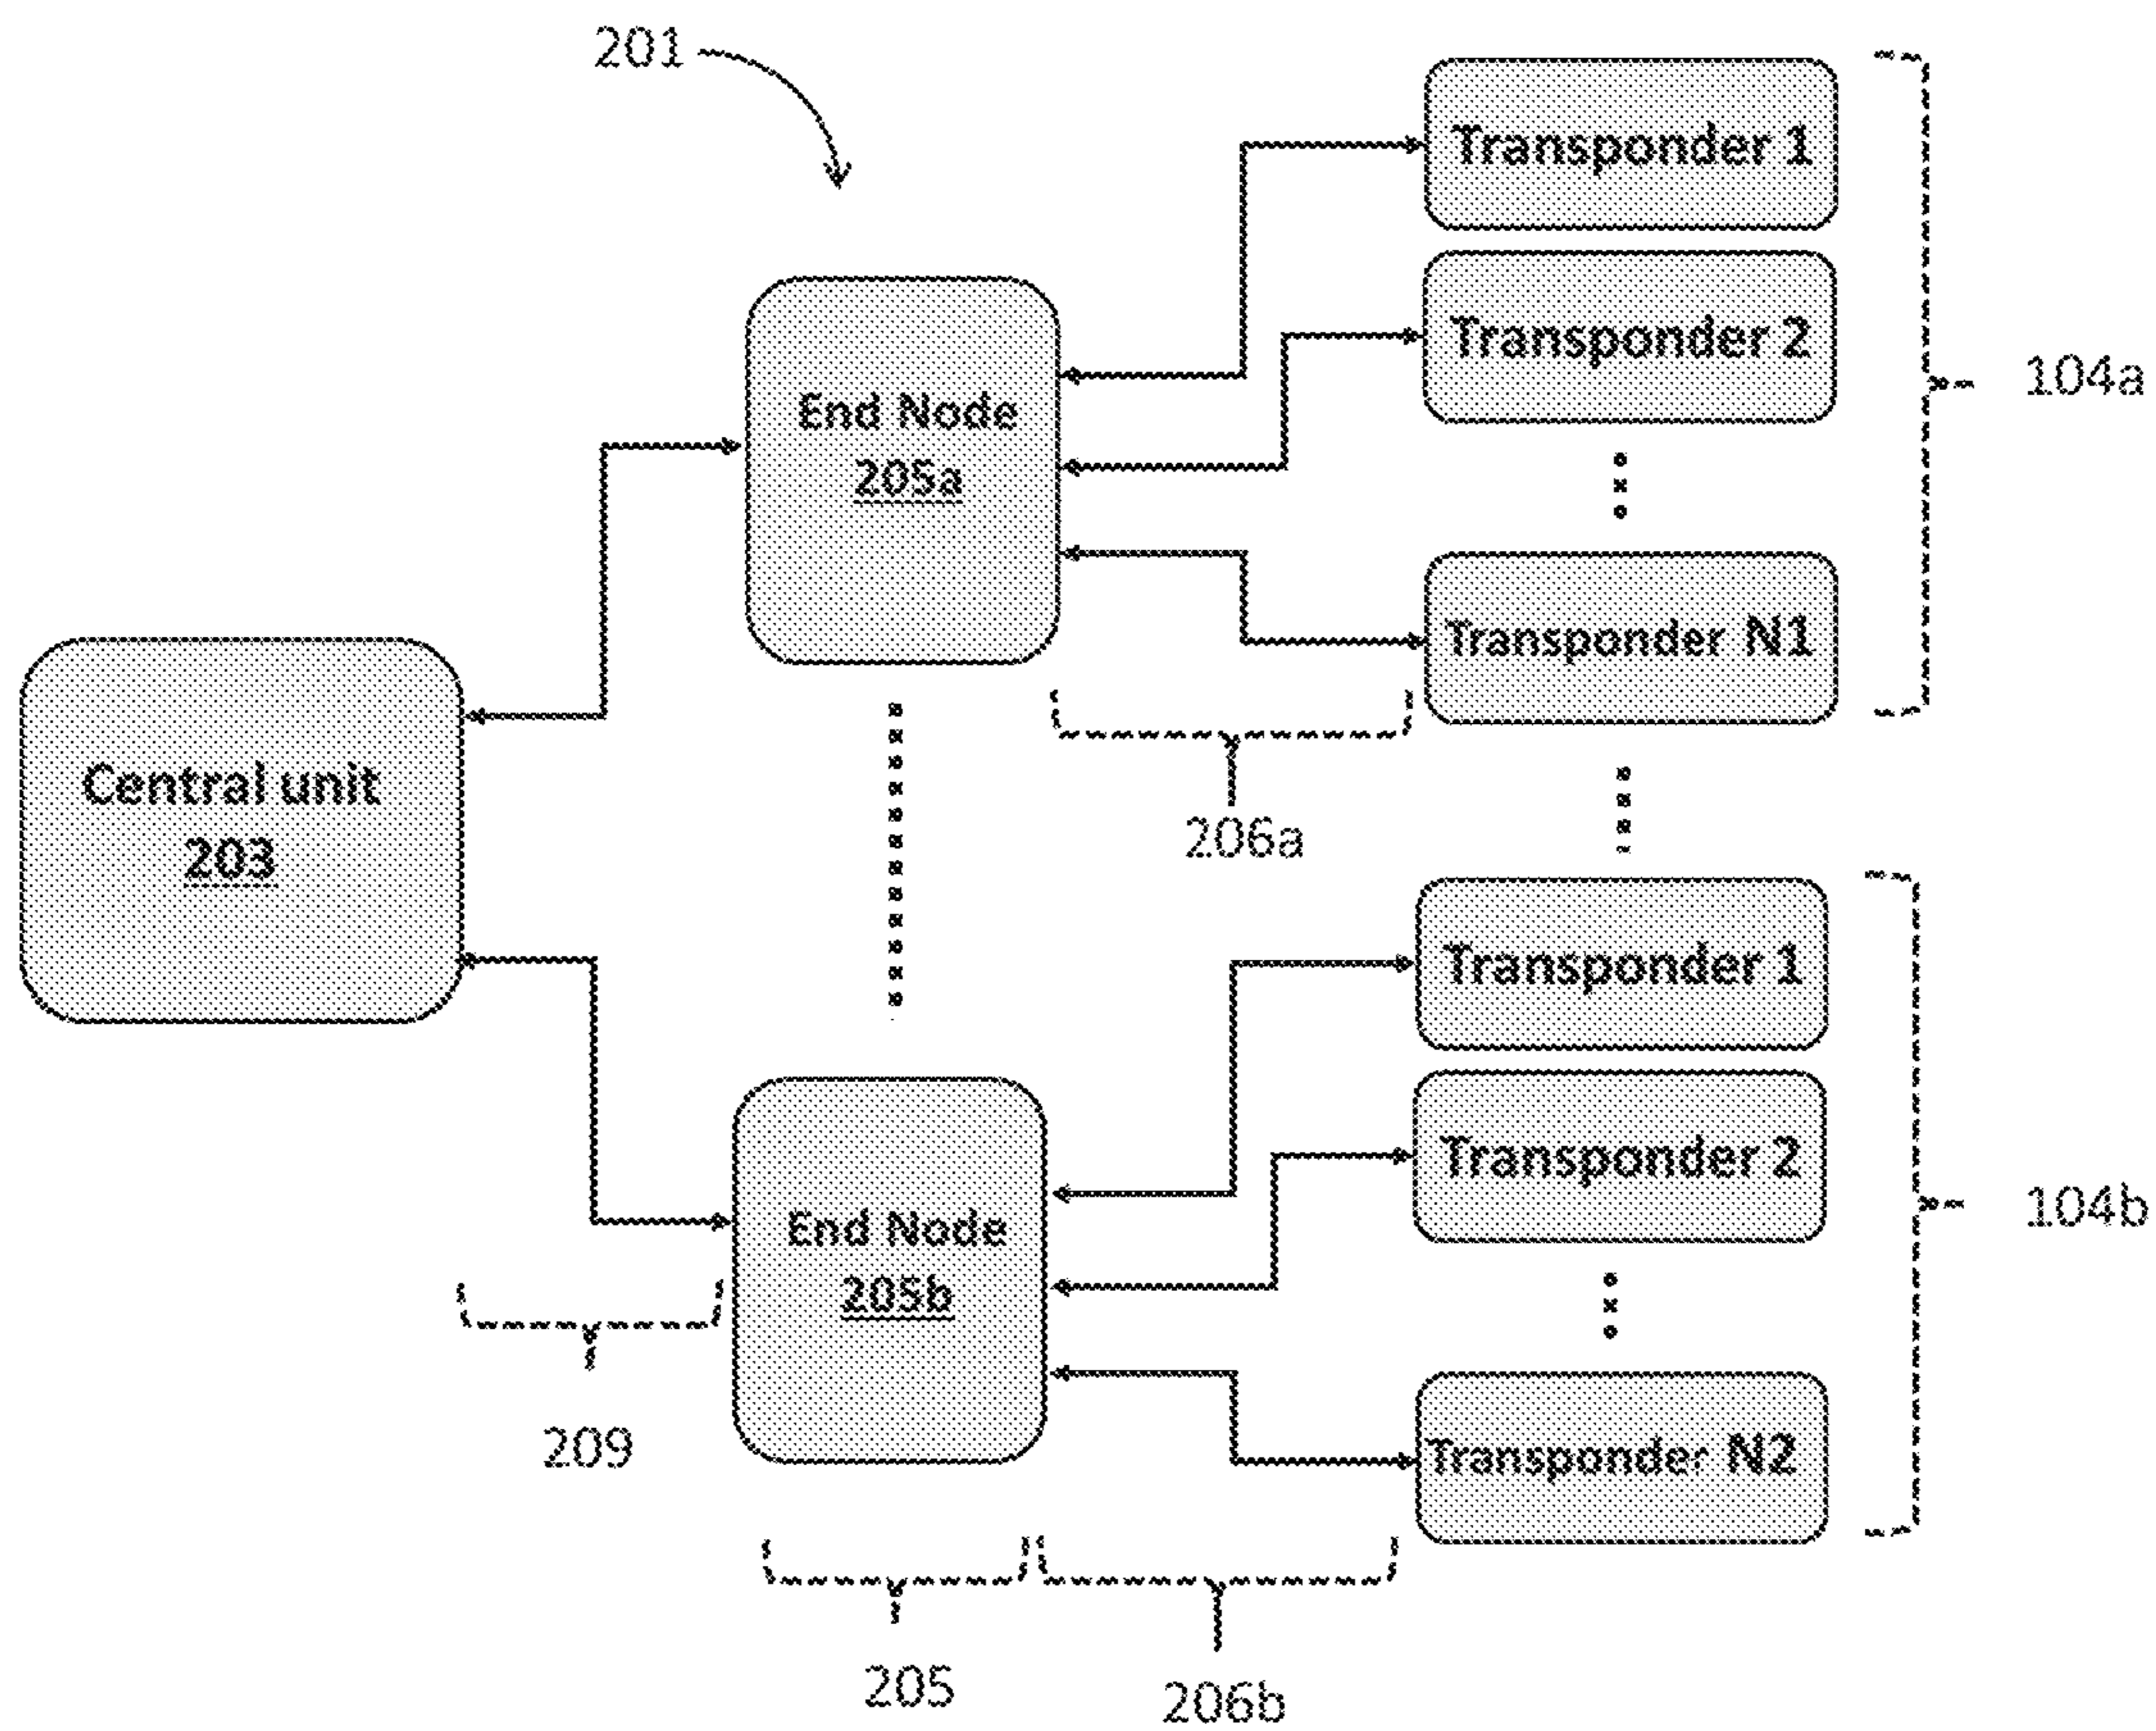 201
Transponder 1
Transponder 2
104a
End Node
205a
Transponder N1
Central unit
203
206a
Transponder 1
Transponder 2
104b
End Node
205b
209
Transponder N2
205
206b